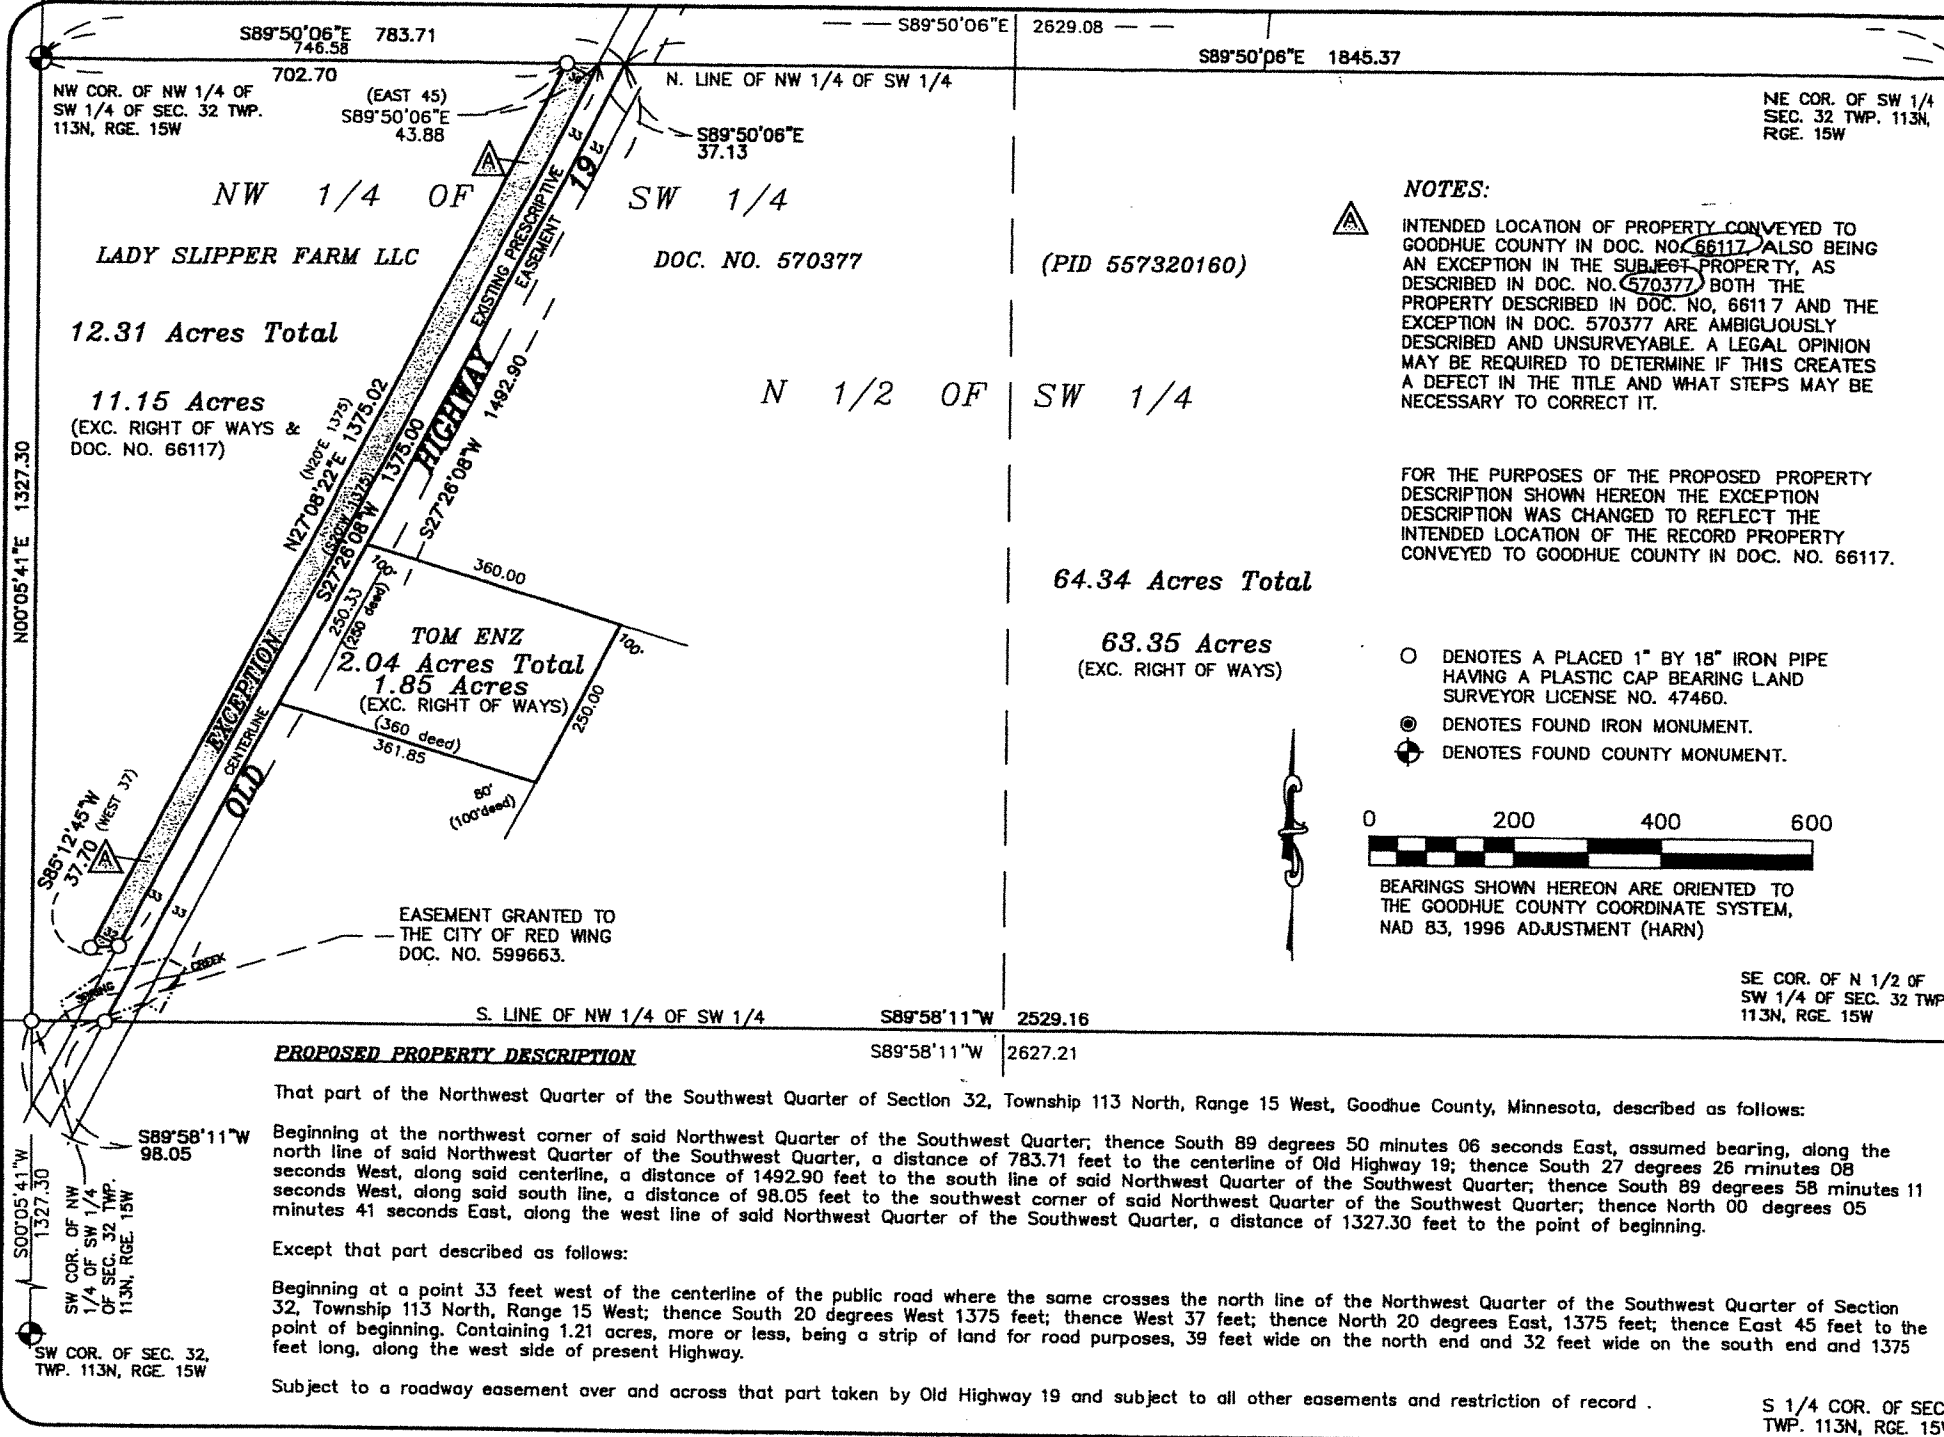 S89°50'06"E 783.71
746.58
702.70
— — S89°50'06"E 2629.08 — —
S89°50'06"E 1845.37
NW COR. OF NW 1/4 OF
SW 1/4 OF SEC. 32 TWP.
113N, RGE. 15W
(EAST 45)
S89°50'06"E
43.88
N. LINE OF NW 1/4 OF SW 1/4
S89°50'06"E
37.13
NE COR. OF SW 1/4
SEC. 32 TWP. 113N,
RGE. 15W
A
NW 1/4 OF SW 1/4
LADY SLIPPER FARM LLC
DOC. NO. 570377
(PID 557320160)
12.31 Acres Total
11.15 Acres
(EXC. RIGHT OF WAYS &
DOC. NO. 66117)
N 1/2 OF SW 1/4
33
33
EXISTING PRESCRIPTIVE
EASEMENT
OLD HIGHWAY 19
S27°26'08"W 1492.90
(N20°E 1375)
N27°08'22"E 1375.02
(S20°W 1375)
S27°26'08"W 1375.00
EXCEPTION
CENTERLINE
N00°05'41"E 1327.30
100'
360.00
250.33
(250 deed)
TOM ENZ
2.04 Acres Total
1.85 Acres
(EXC. RIGHT OF WAYS)
(360 deed)
361.85
100'
250.00
80'
(100'deed)
64.34 Acres Total
63.35 Acres
(EXC. RIGHT OF WAYS)
S85°12'45"W
37.70 (WEST 37)
A
33
33
33
EASEMENT GRANTED TO
THE CITY OF RED WING
DOC. NO. 599663.
SPRING CREEK
NOTES:
A
INTENDED LOCATION OF PROPERTY CONVEYED TO
GOODHUE COUNTY IN DOC. NO. 66117, ALSO BEING
AN EXCEPTION IN THE SUBJECT PROPERTY, AS
DESCRIBED IN DOC. NO. 570377 BOTH THE
PROPERTY DESCRIBED IN DOC. NO, 66117 AND THE
EXCEPTION IN DOC. 570377 ARE AMBIGUOUSLY
DESCRIBED AND UNSURVEYABLE. A LEGAL OPINION
MAY BE REQUIRED TO DETERMINE IF THIS CREATES
A DEFECT IN THE TITLE AND WHAT STEPS MAY BE
NECESSARY TO CORRECT IT.
FOR THE PURPOSES OF THE PROPOSED PROPERTY
DESCRIPTION SHOWN HEREON THE EXCEPTION
DESCRIPTION WAS CHANGED TO REFLECT THE
INTENDED LOCATION OF THE RECORD PROPERTY
CONVEYED TO GOODHUE COUNTY IN DOC. NO. 66117.
DENOTES A PLACED 1" BY 18" IRON PIPE
HAVING A PLASTIC CAP BEARING LAND
SURVEYOR LICENSE NO. 47460.
DENOTES FOUND IRON MONUMENT.
DENOTES FOUND COUNTY MONUMENT.
0 200 400 600
BEARINGS SHOWN HEREON ARE ORIENTED TO
THE GOODHUE COUNTY COORDINATE SYSTEM,
NAD 83, 1996 ADJUSTMENT (HARN)
SE COR. OF N 1/2 OF
SW 1/4 OF SEC. 32 TWP
113N, RGE. 15W
S. LINE OF NW 1/4 OF SW 1/4
S89°58'11"W 2529.16
S89°58'11"W 2627.21
S89°58'11"W
98.05
S00°05'41"W
1327.30
SW COR. OF NW
1/4 OF SW 1/4
OF SEC. 32 TWP.
113N, RGE. 15W
SW COR. OF SEC. 32,
TWP. 113N, RGE. 15W
PROPOSED PROPERTY DESCRIPTION
That part of the Northwest Quarter of the Southwest Quarter of Section 32, Township 113 North, Range 15 West, Goodhue County, Minnesota, described as follows:
Beginning at the northwest corner of said Northwest Quarter of the Southwest Quarter; thence South 89 degrees 50 minutes 06 seconds East, assumed bearing, along the
north line of said Northwest Quarter of the Southwest Quarter, a distance of 783.71 feet to the centerline of Old Highway 19; thence South 27 degrees 26 minutes 08
seconds West, along said centerline, a distance of 1492.90 feet to the south line of said Northwest Quarter of the Southwest Quarter; thence South 89 degrees 58 minutes 11
seconds West, along said south line, a distance of 98.05 feet to the southwest corner of said Northwest Quarter of the Southwest Quarter; thence North 00 degrees 05
minutes 41 seconds East, along the west line of said Northwest Quarter of the Southwest Quarter, a distance of 1327.30 feet to the point of beginning.
Except that part described as follows:
Beginning at a point 33 feet west of the centerline of the public road where the same crosses the north line of the Northwest Quarter of the Southwest Quarter of Section
32, Township 113 North, Range 15 West; thence South 20 degrees West 1375 feet; thence West 37 feet; thence North 20 degrees East, 1375 feet; thence East 45 feet to the
point of beginning. Containing 1.21 acres, more or less, being a strip of land for road purposes, 39 feet wide on the north end and 32 feet wide on the south end and 1375
feet long, along the west side of present Highway.
Subject to a roadway easement over and across that part taken by Old Highway 19 and subject to all other easements and restriction of record .
S 1/4 COR. OF SEC
TWP. 113N, RGE. 15